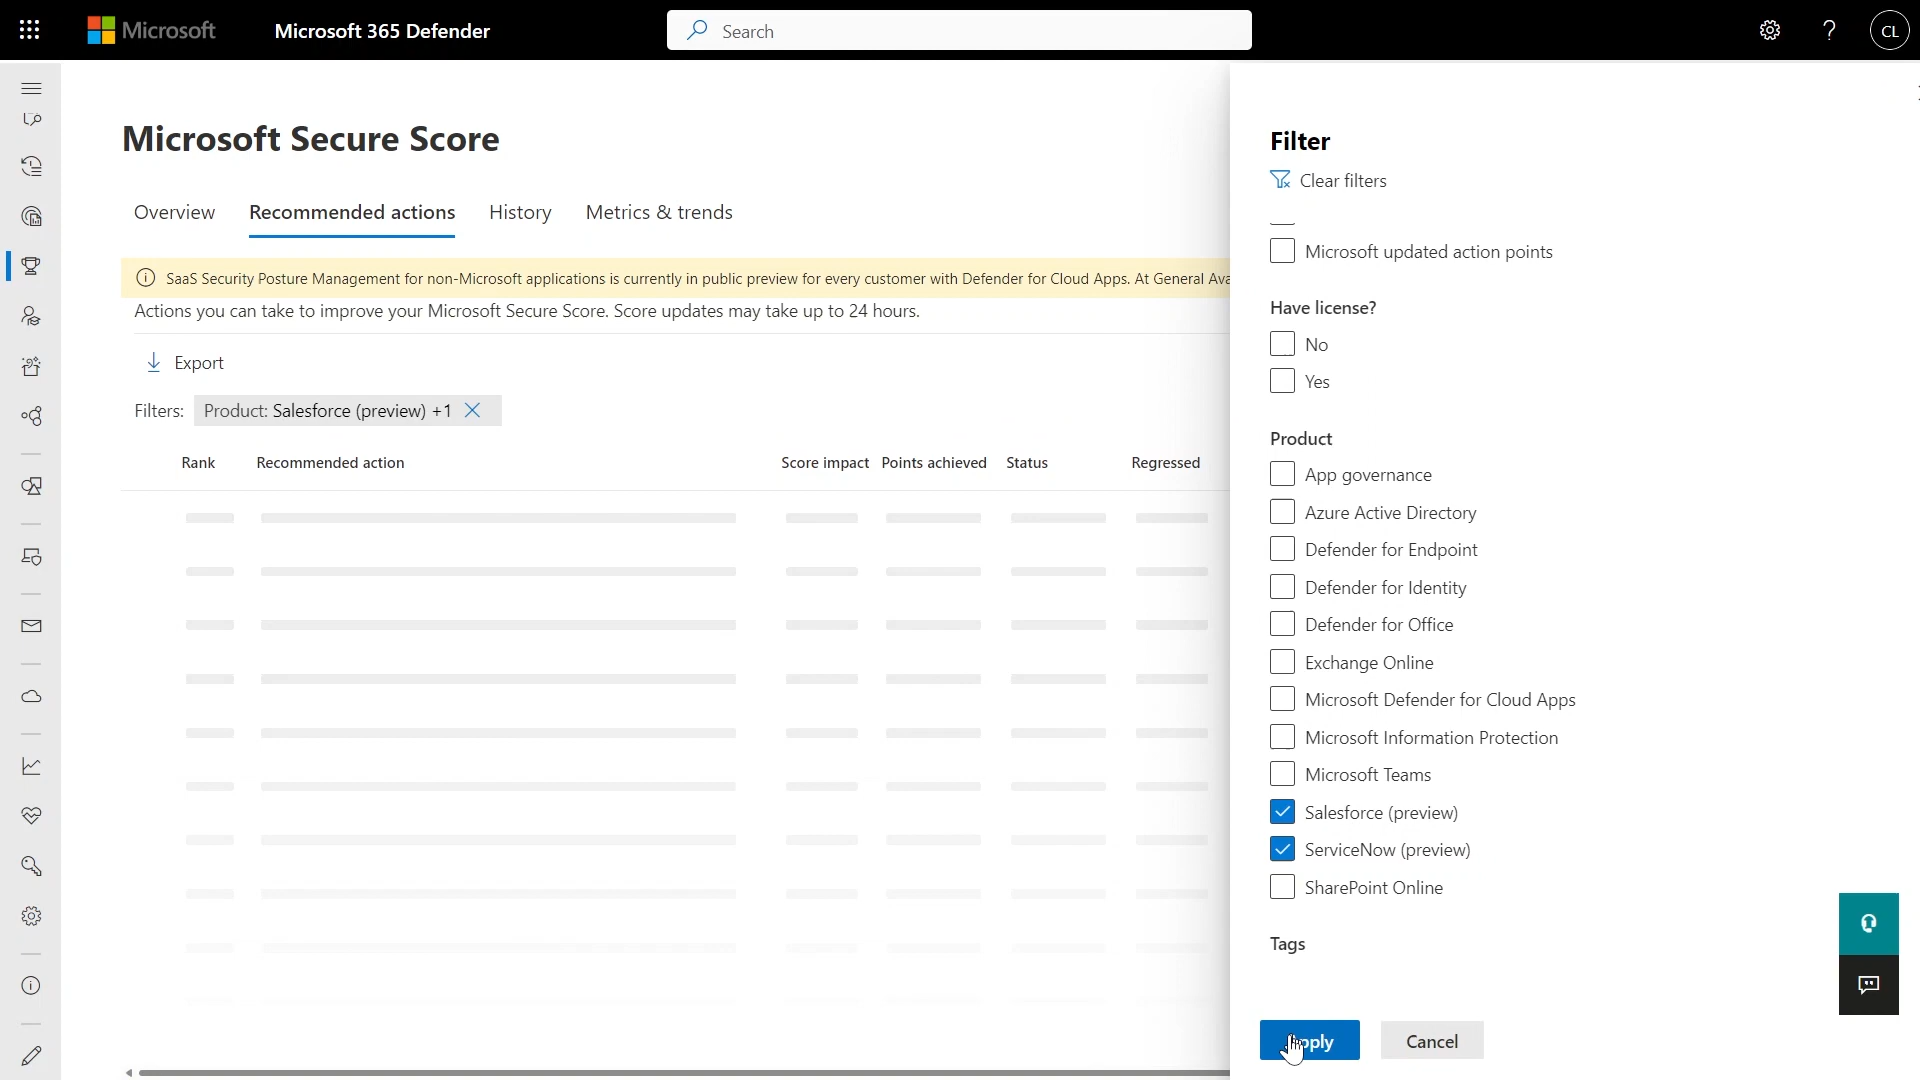 Microsoft
Microsoft 365 Defender
Search
?
CL
Microsoft Secure Score
Overview
Recommended actions
History
Metrics & trends
SaaS Security Posture Management for non-Microsoft applications is currently in public preview for every customer with Defender for Cloud Apps. At General Ava
Actions you can take to improve your Microsoft Secure Score. Score updates may take up to 24 hours.
Export
Filters: Product: Salesforce (preview) +1
Rank Recommended action Score impact Points achieved Status Regressed
Filter
Clear filters
Microsoft updated action points
Have license?
No
Yes
Product
App governance
Azure Active Directory
Defender for Endpoint
Defender for Identity
Defender for Office
Exchange Online
Microsoft Defender for Cloud Apps
Microsoft Information Protection
Microsoft Teams
Salesforce (preview)
ServiceNow (preview)
SharePoint Online
Tags
Apply
Cancel